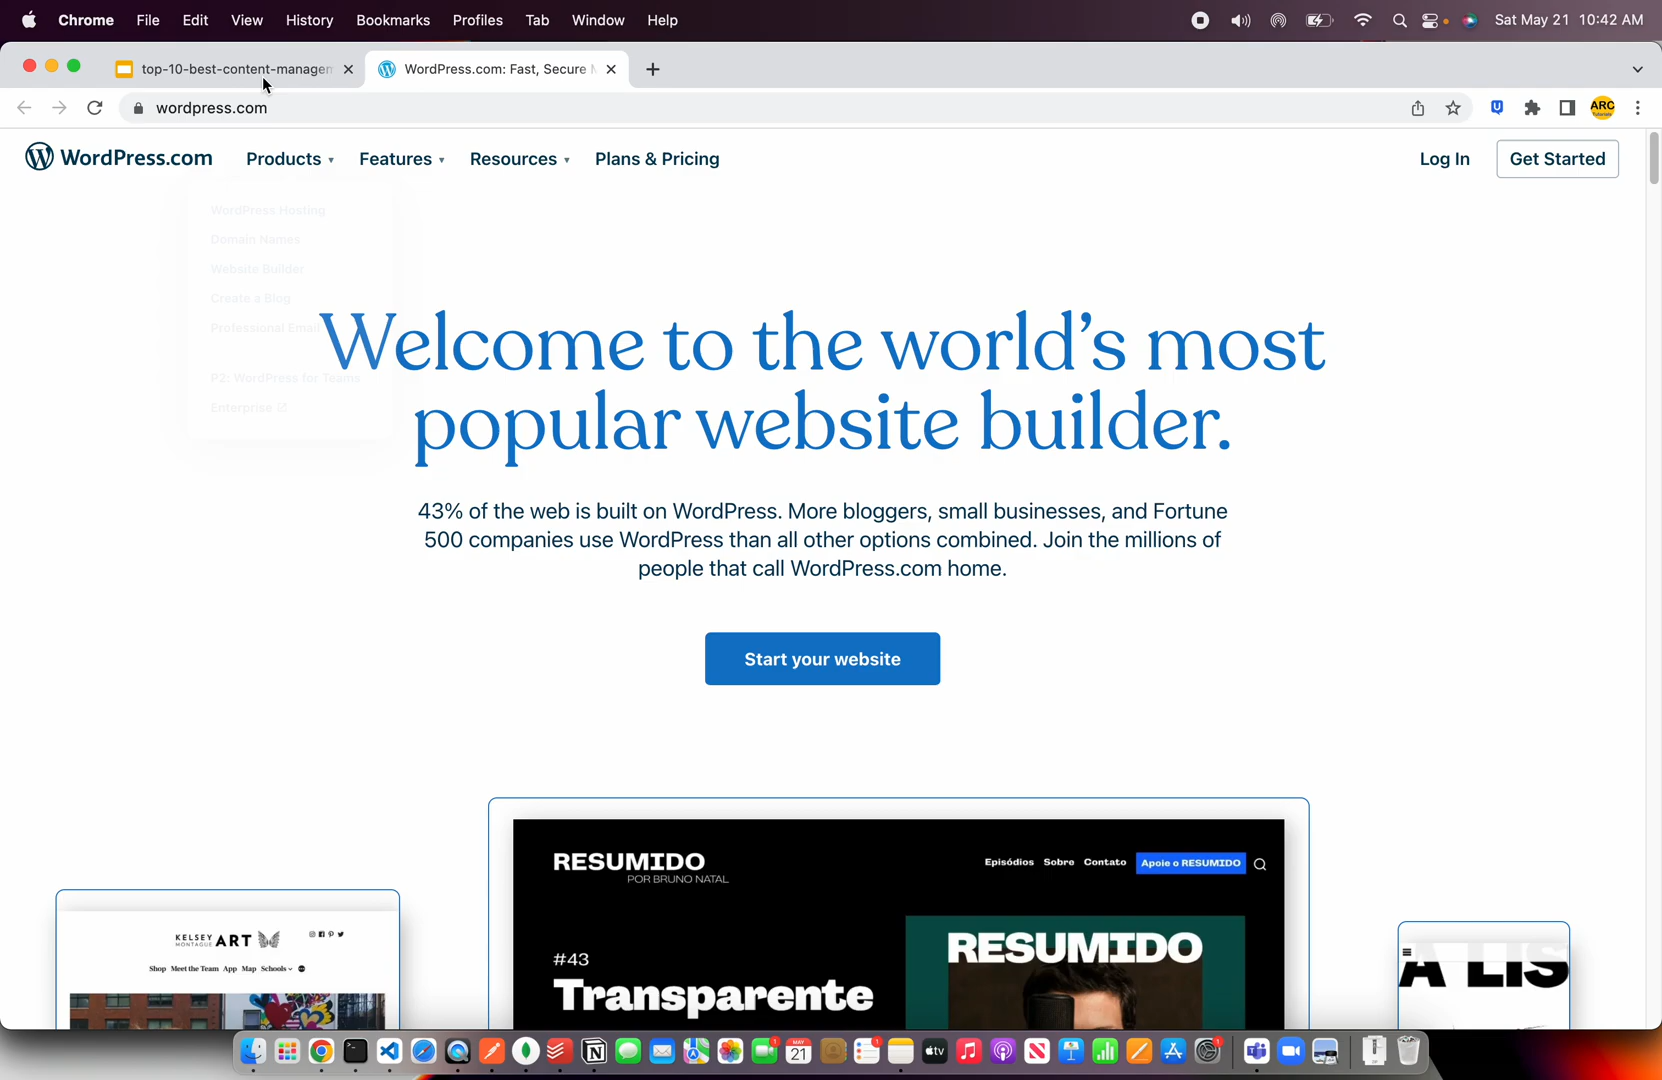 Chrome File Edit View History Bookmarks Profiles Tab Window Help Sat May 21 10:42 AM
top-10-best-content-managen WordPress.com: Fast, Secure
wordpress.com
ARC
WordPress.com Products Features Resources Plans & Pricing Log In Get Started
WordPress Hosting
Domain Names
Website Builder
Create a Blog
Professional Email
P2: WordPress for Teams
Enterprise
Welcome to the world's most
popular website builder.
43% of the web is built on WordPress. More bloggers, small businesses, and Fortune
500 companies use WordPress than all other options combined. Join the millions of
people that call WordPress.com home.
Start your website
RESUMIDO
POR BRUNO NATAL
Episódios Sobre Contato Apoie o RESUMIDO
#43
Transparente
RESUMIDO
KELSEY
MONTAGUE
ART
Shop Meet the Team App Map Schools
A LIS
MAY
21
tv